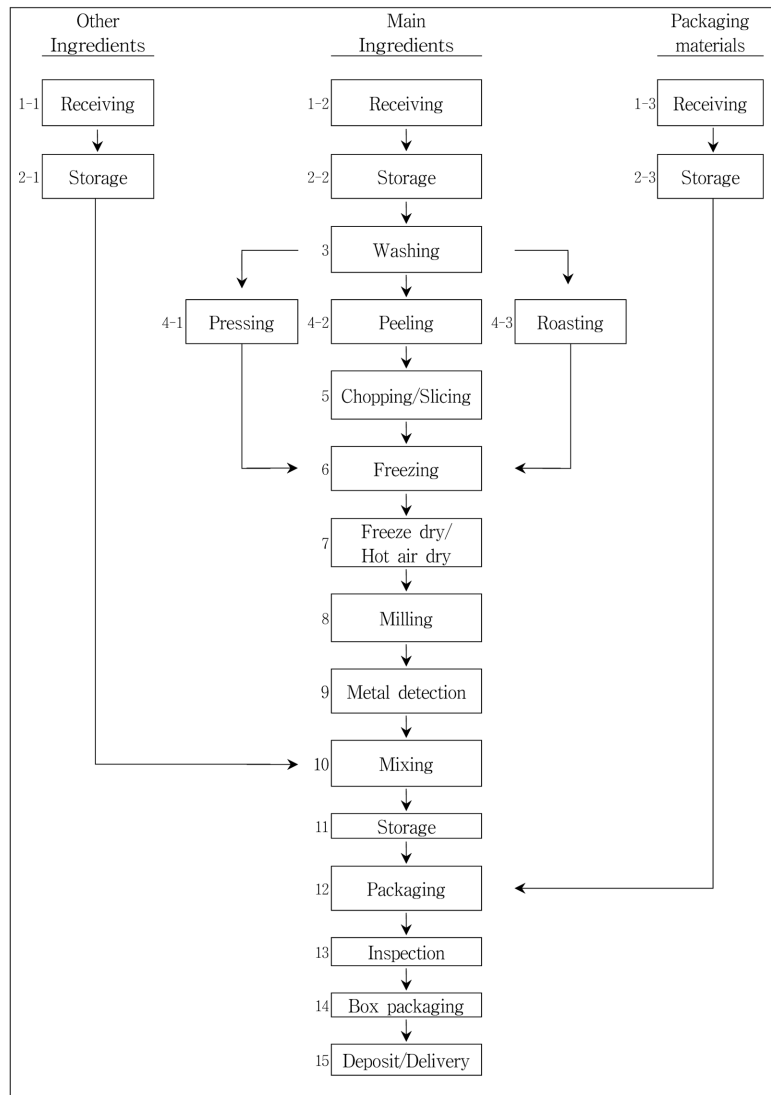 Other
Ingredients
Main
Ingredients
Packaging
materials
1-1 Receiving
1-2 Receiving
1-3 Receiving
2-1 Storage
2-2 Storage
2-3 Storage
3 Washing
4-1 Pressing
4-2 Peeling
4-3 Roasting
5 Chopping/Slicing
6 Freezing
7 Freeze dry/
Hot air dry
8 Milling
9 Metal detection
10 Mixing
11 Storage
12 Packaging
13 Inspection
14 Box packaging
15 Deposit/Delivery